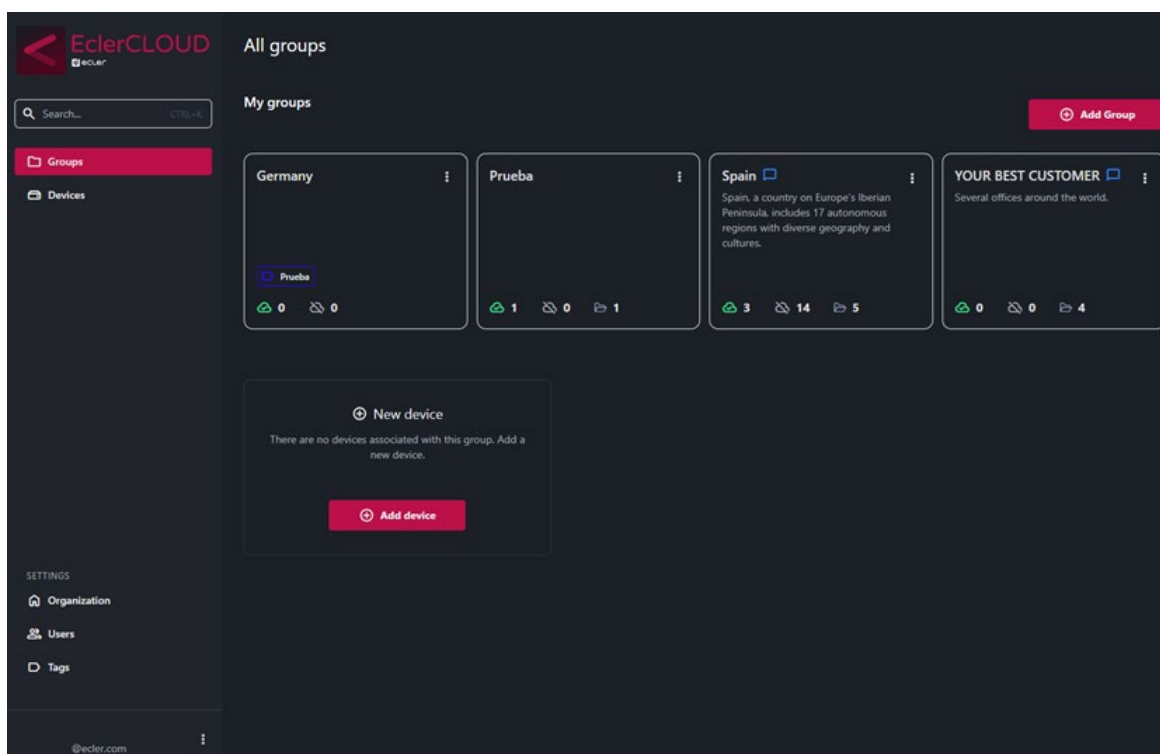 EclerCLOUD
ecler
Search...
CTRL+K
Groups
Devices
SETTINGS
Organization
Users
Tags
@ecler.com
All groups
My groups
Add Group
Germany
Prueba
0 0
Prueba
1 0 1
Spain
Spain, a country on Europe's Iberian
Peninsula, includes 17 autonomous
regions with diverse geography and
cultures.
3 14 5
YOUR BEST CUSTOMER
Several offices around the world.
0 0 4
New device
There are no devices associated with this group. Add a
new device.
Add device